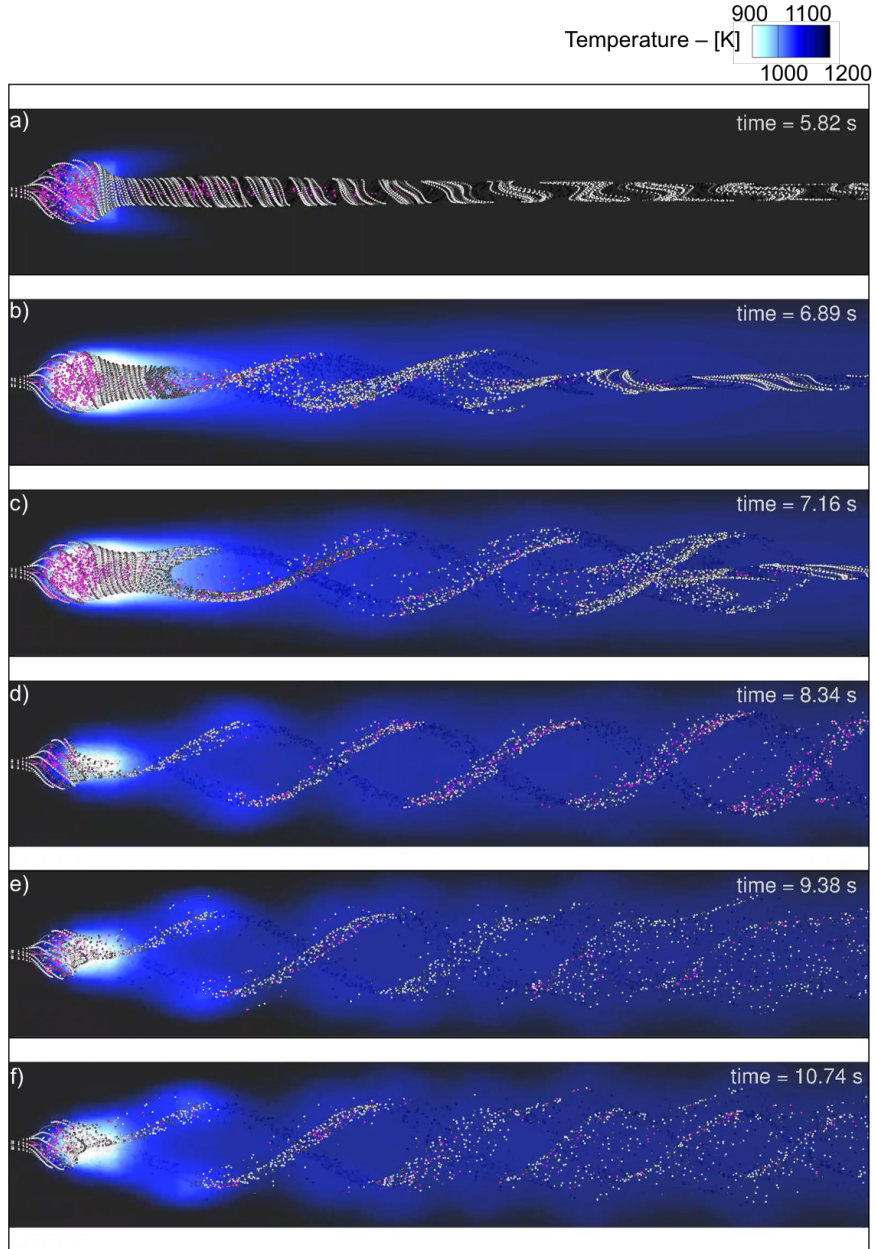 900 1100
Temperature – [K]
1000 1200
a)
time = 5.82 s
b)
time = 6.89 s
c)
time = 7.16 s
d)
time = 8.34 s
e)
time = 9.38 s
f)
time = 10.74 s